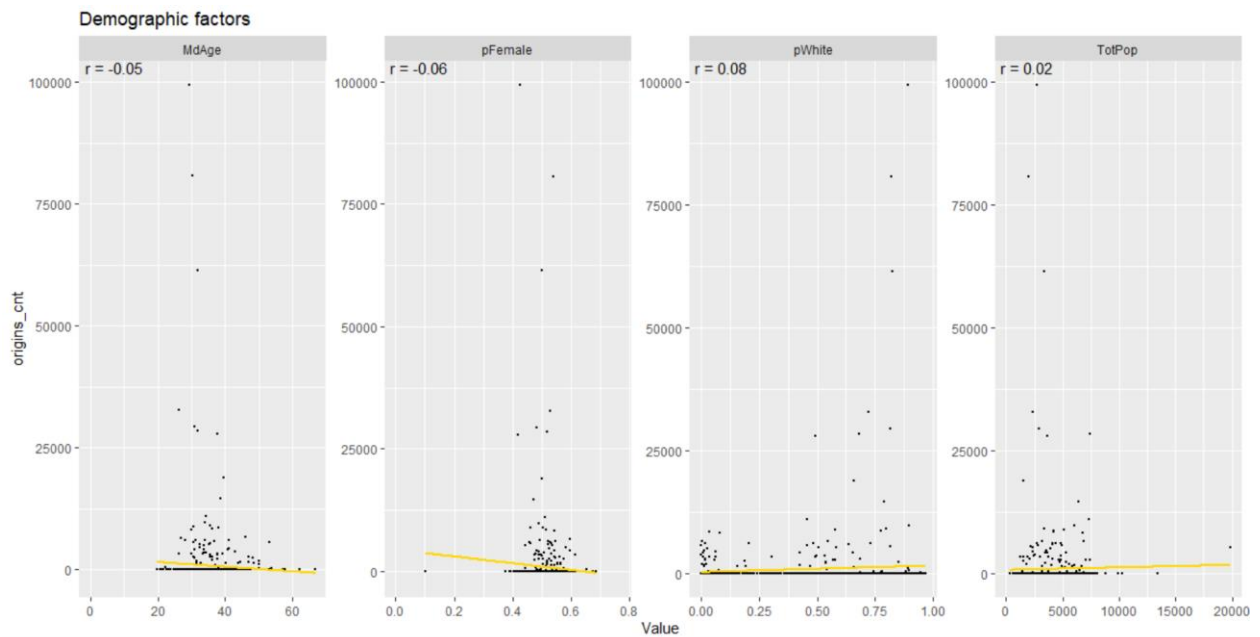 Demographic factors
MdAge
pFemale
pWhite
TotPop
r = -0.05
r = -0.06
r = 0.08
r = 0.02
origins_cnt
100000
75000
50000
25000
0
0 20 40 60
100000
75000
50000
25000
0
0.0 0.2 0.4 0.6 0.8
100000
75000
50000
25000
0
0.00 0.25 0.50 0.75 1.00
100000
75000
50000
25000
0
0 5000 10000 15000 20000
Value